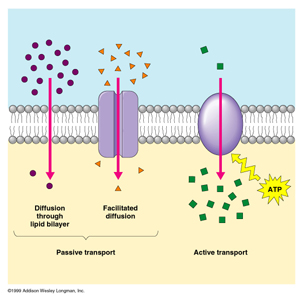 ATP
Diffusion
through
lipid bilayer
Facilitated
diffusion
Passive transport
Active transport
©1999 Addison Wesley Longman, Inc.